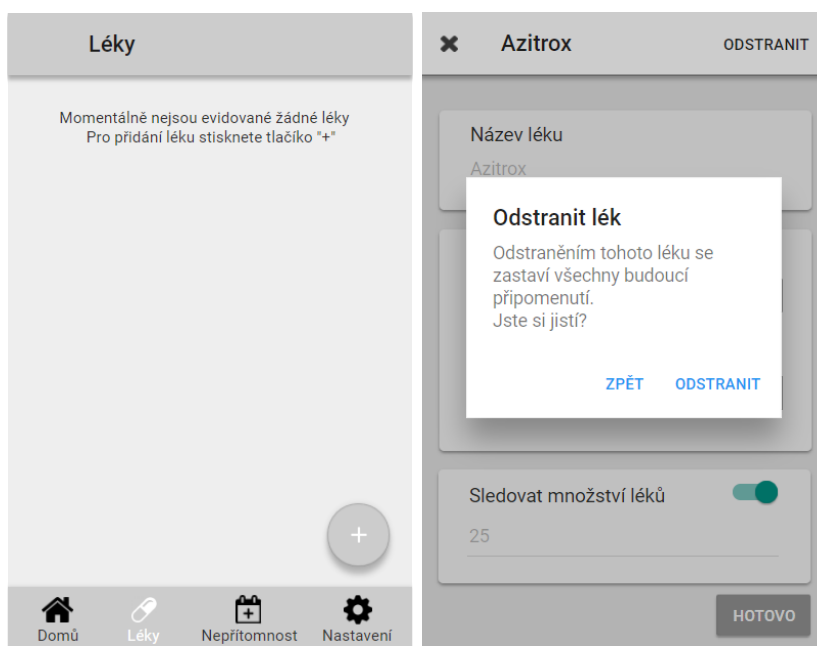 Léky
Momentálně nejsou evidované žádné léky
Pro přidání léku stisknete tlačíko "+"
+
Domů
Léky
Nepřítomnost
Nastavení
Azitrox
ODSTRANIT
Název léku
Azitrox
Odstranit lék
Odstraněním tohoto léku se
zastaví všechny budoucí
připomenutí.
Jste si jistí?
ZPĚT
ODSTRANIT
Sledovat množství léků
25
HOTOVO